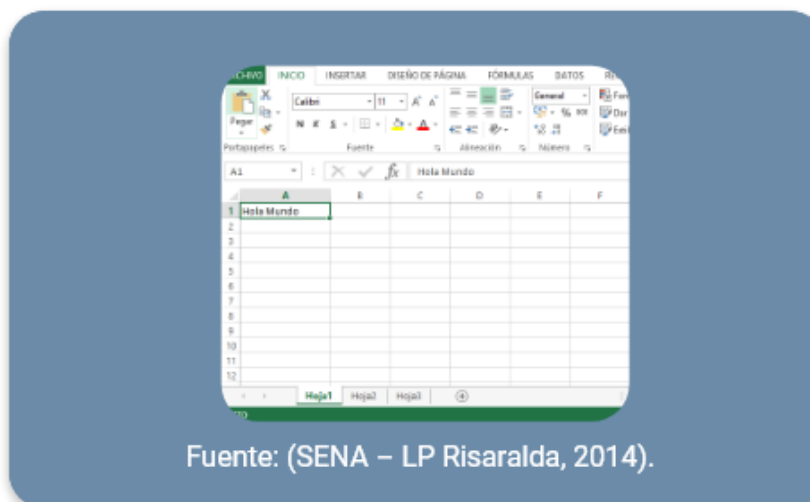 INICIO INSERTAR DISEÑO DE PÁGINA FÓRMULAS DATOS
Calibri 11 General
Pegar N K S
Portapapeles Fuente Alineación Número
A1 fx Hola Mundo
A B C D E F
1 Hola Mundo
2
3
4
5
6
7
8
9
10
11
12
Hoja1 Hoja2 Hoja3
Fuente: (SENA – LP Risaralda, 2014).